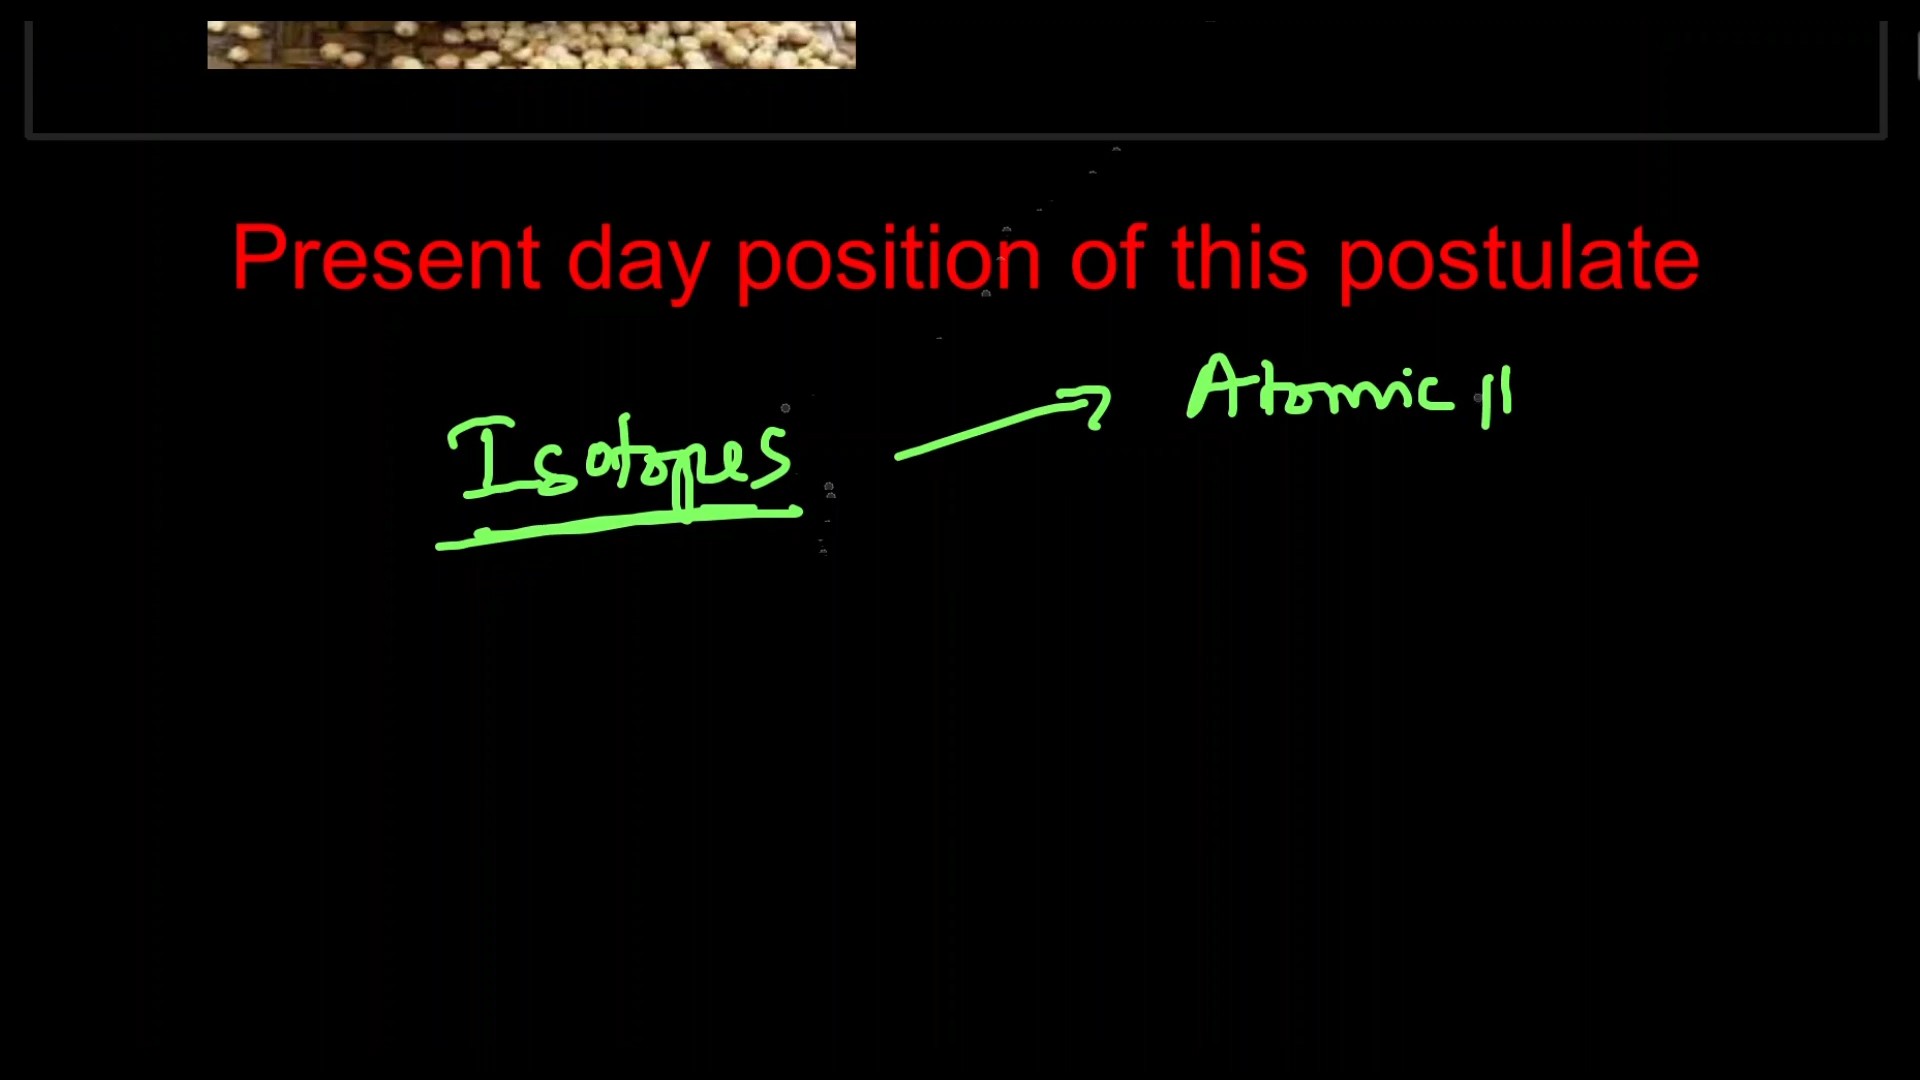 Present day position of this postulate
Isotopes
Atomic